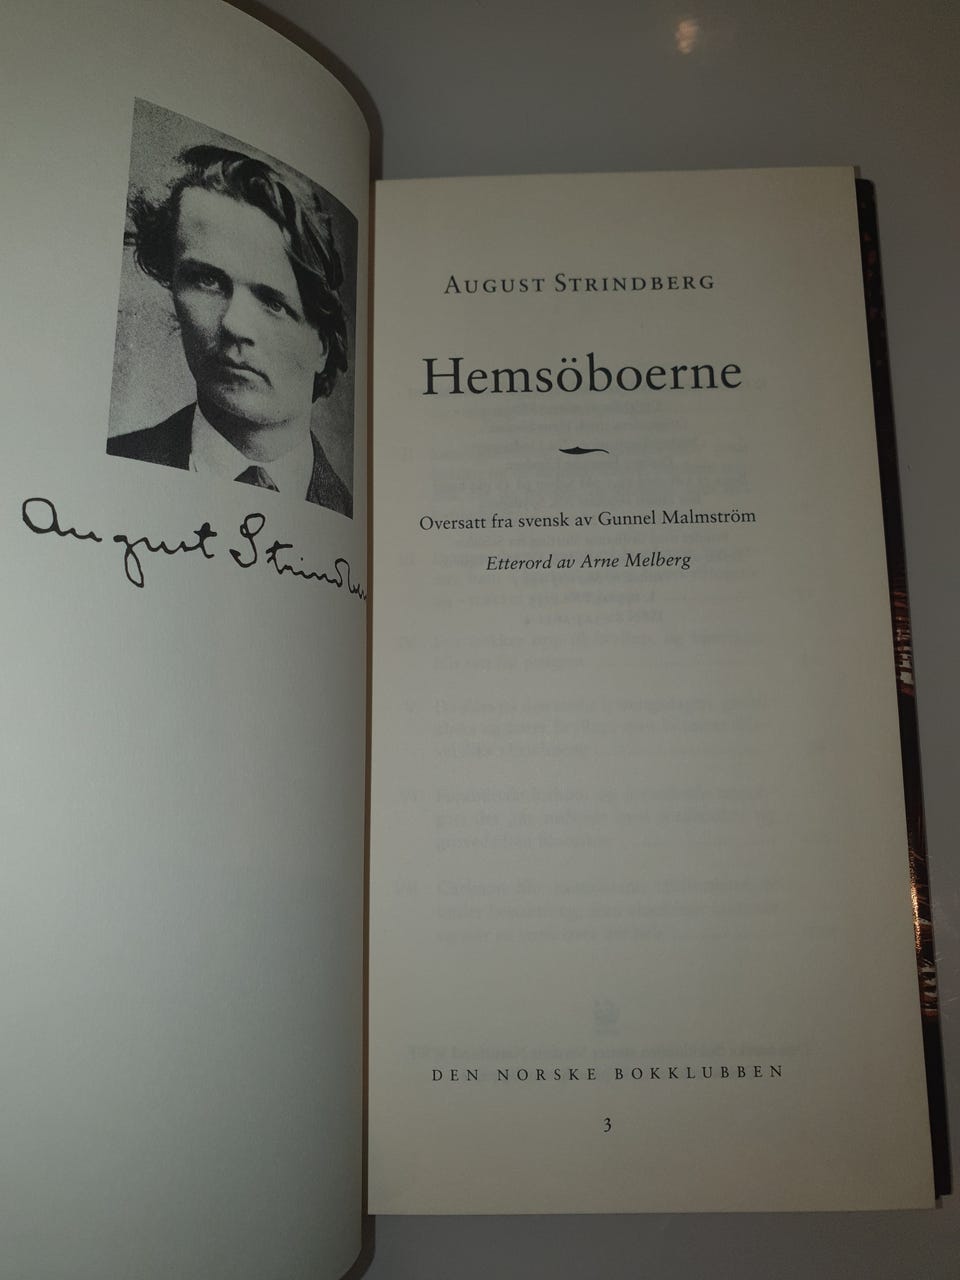 August Strindberg
AUGUST STRINDBERG
Hemsöboerne
Oversatt fra svensk av Gunnel Malmström
Etterord av Arne Melberg
DEN NORSKE BOKKLUBBEN
3